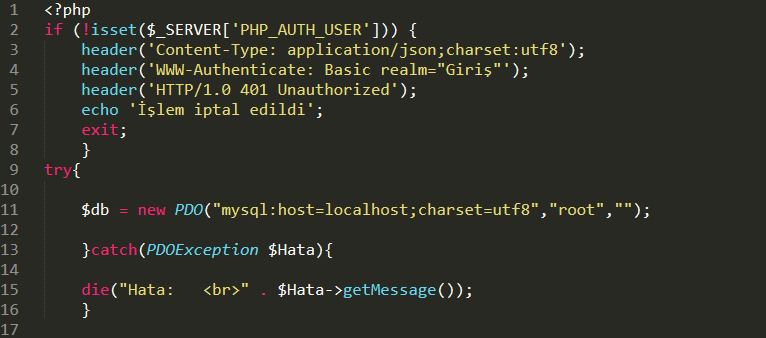 1 <?php
2 if (!isset($_SERVER['PHP_AUTH_USER'])) {
3 header('Content-Type: application/json;charset:utf8');
4 header('WWW-Authenticate: Basic realm="Giriş"');
5 header('HTTP/1.0 401 Unauthorized');
6 echo 'İşlem iptal edildi';
7 exit;
8 }
9 try{
10
11 $db = new PDO("mysql:host=localhost;charset=utf8","root","");
12
13 }catch(PDOException $Hata){
14
15 die("Hata:   <br>" . $Hata->getMessage());
16 }
17